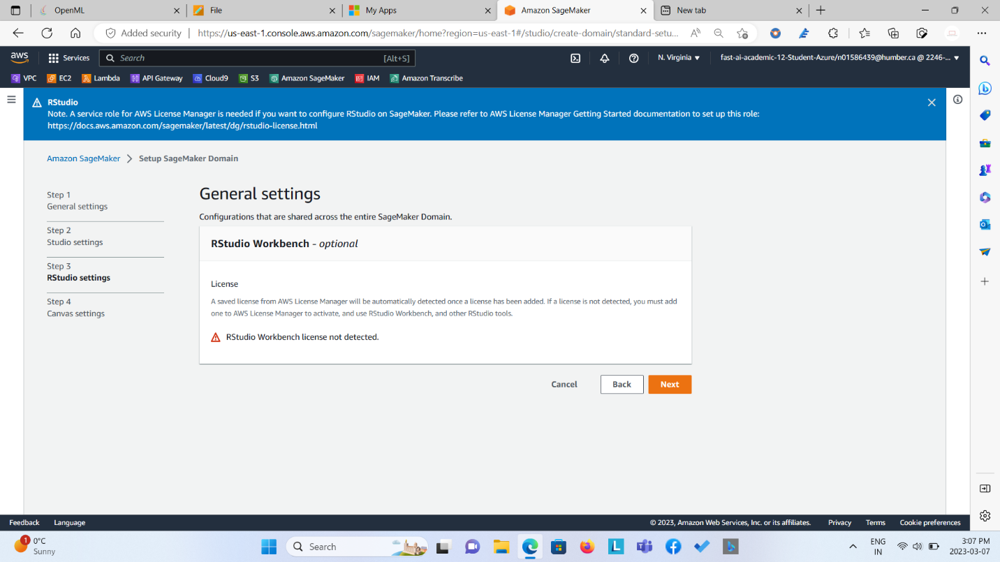 OpenML
File
My Apps
Amazon SageMaker
New tab
Added security
https://us-east-1.console.aws.amazon.com/sagemaker/home?region=us-east-1#/studio/create-domain/standard-setu...
aws
Services
Search
[Alt+S]
N. Virginia
fast-ai-academic-12-Student-Azure/n01586439@humber.ca @ 2246-...
VPC
EC2
Lambda
API Gateway
Cloud9
S3
Amazon SageMaker
IAM
Amazon Transcribe
RStudio
Note. A service role for AWS License Manager is needed if you want to configure RStudio on SageMaker. Please refer to AWS License Manager Getting Started documentation to set up this role:
https://docs.aws.amazon.com/sagemaker/latest/dg/rstudio-license.html
Amazon SageMaker
Setup SageMaker Domain
Step 1
General settings
Step 2
Studio settings
Step 3
RStudio settings
Step 4
Canvas settings
General settings
Configurations that are shared across the entire SageMaker Domain.
RStudio Workbench - optional
License
A saved license from AWS License Manager will be automatically detected once a license has been added. If a license is not detected, you must add
one to AWS License Manager to activate, and use RStudio Workbench, and other RStudio tools.
RStudio Workbench license not detected.
Cancel
Back
Next
Feedback
Language
© 2023, Amazon Web Services, Inc. or its affiliates.
Privacy
Terms
Cookie preferences
1
0°C
Sunny
Search
ENG
IN
3:07 PM
2023-03-07